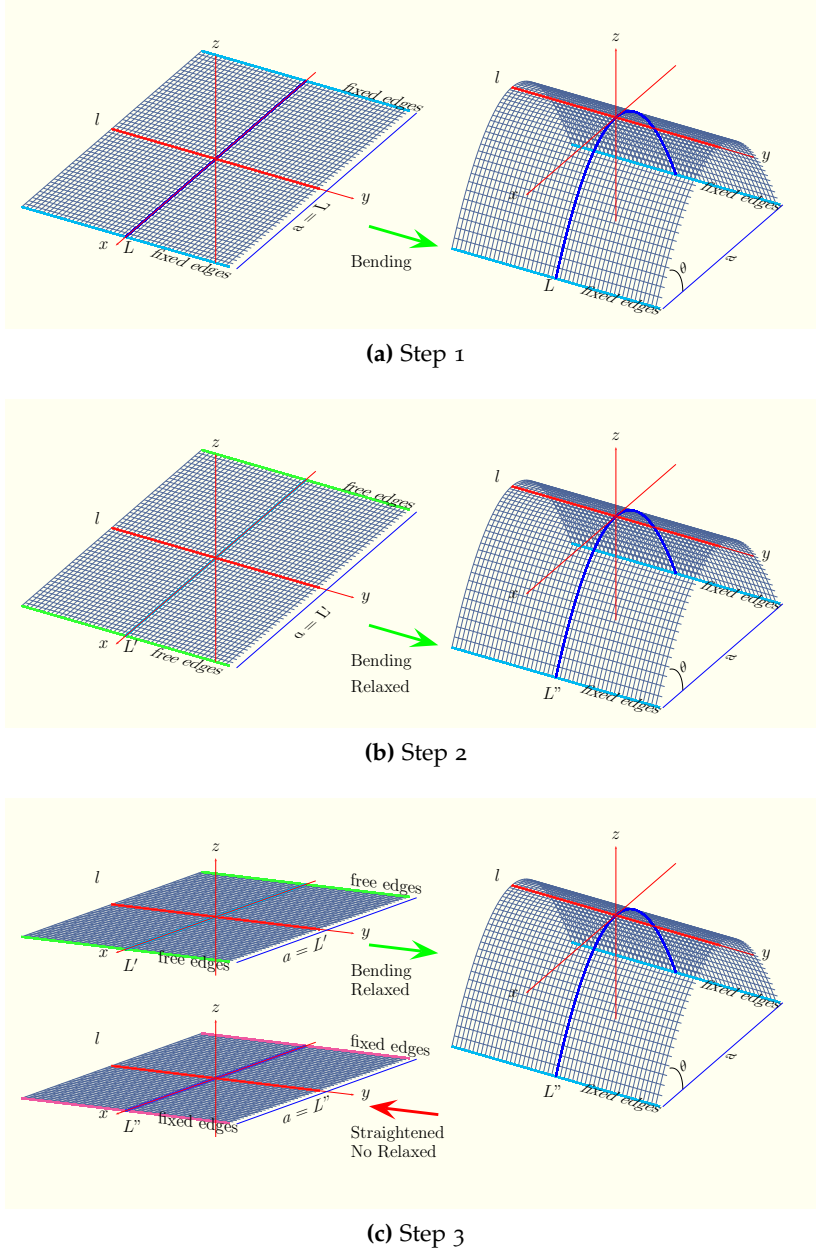 z
fixed edges
l
y
a = L
x
L
fixed edges
Bending
z
l
y
x
fixed edges
a
θ
L
fixed edges
(a) Step 1
z
free edges
l
y
a = L'
x
L'
free edges
Bending
Relaxed
z
l
y
x
fixed edges
a
θ
L”
fixed edges
(b) Step 2
z
l
free edges
y
x
a = L'
L'
free edges
Bending
Relaxed
z
l
fixed edges
y
x
a = L”
L”
fixed edges
Straightened
No Relaxed
z
l
y
x
fixed edges
a
θ
L”
fixed edges
(c) Step 3